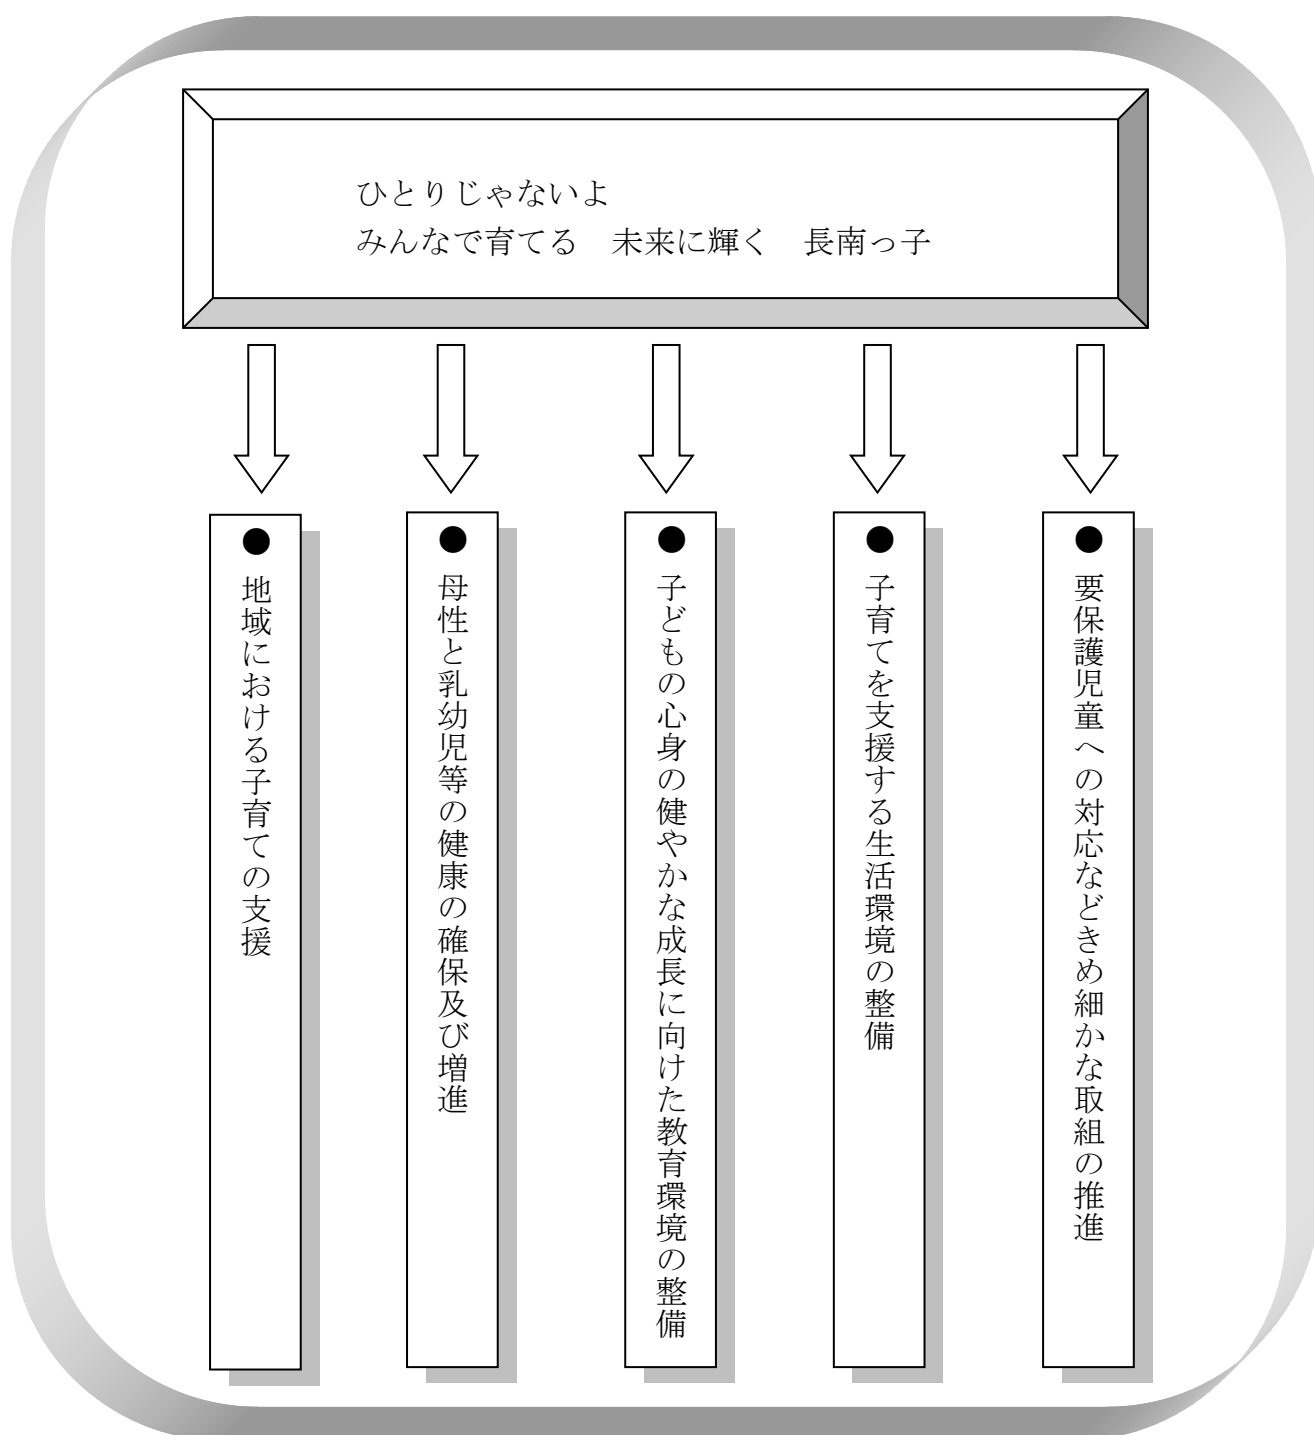 ひとりじゃないよ
みんなで育てる　未来に輝く　長南っ子
●地域における子育ての支援
●母性と乳幼児等の健康の確保及び増進
●子どもの心身の健やかな成長に向けた教育環境の整備
●子育てを支援する生活環境の整備
●要保護児童への対応などきめ細かな取組の推進